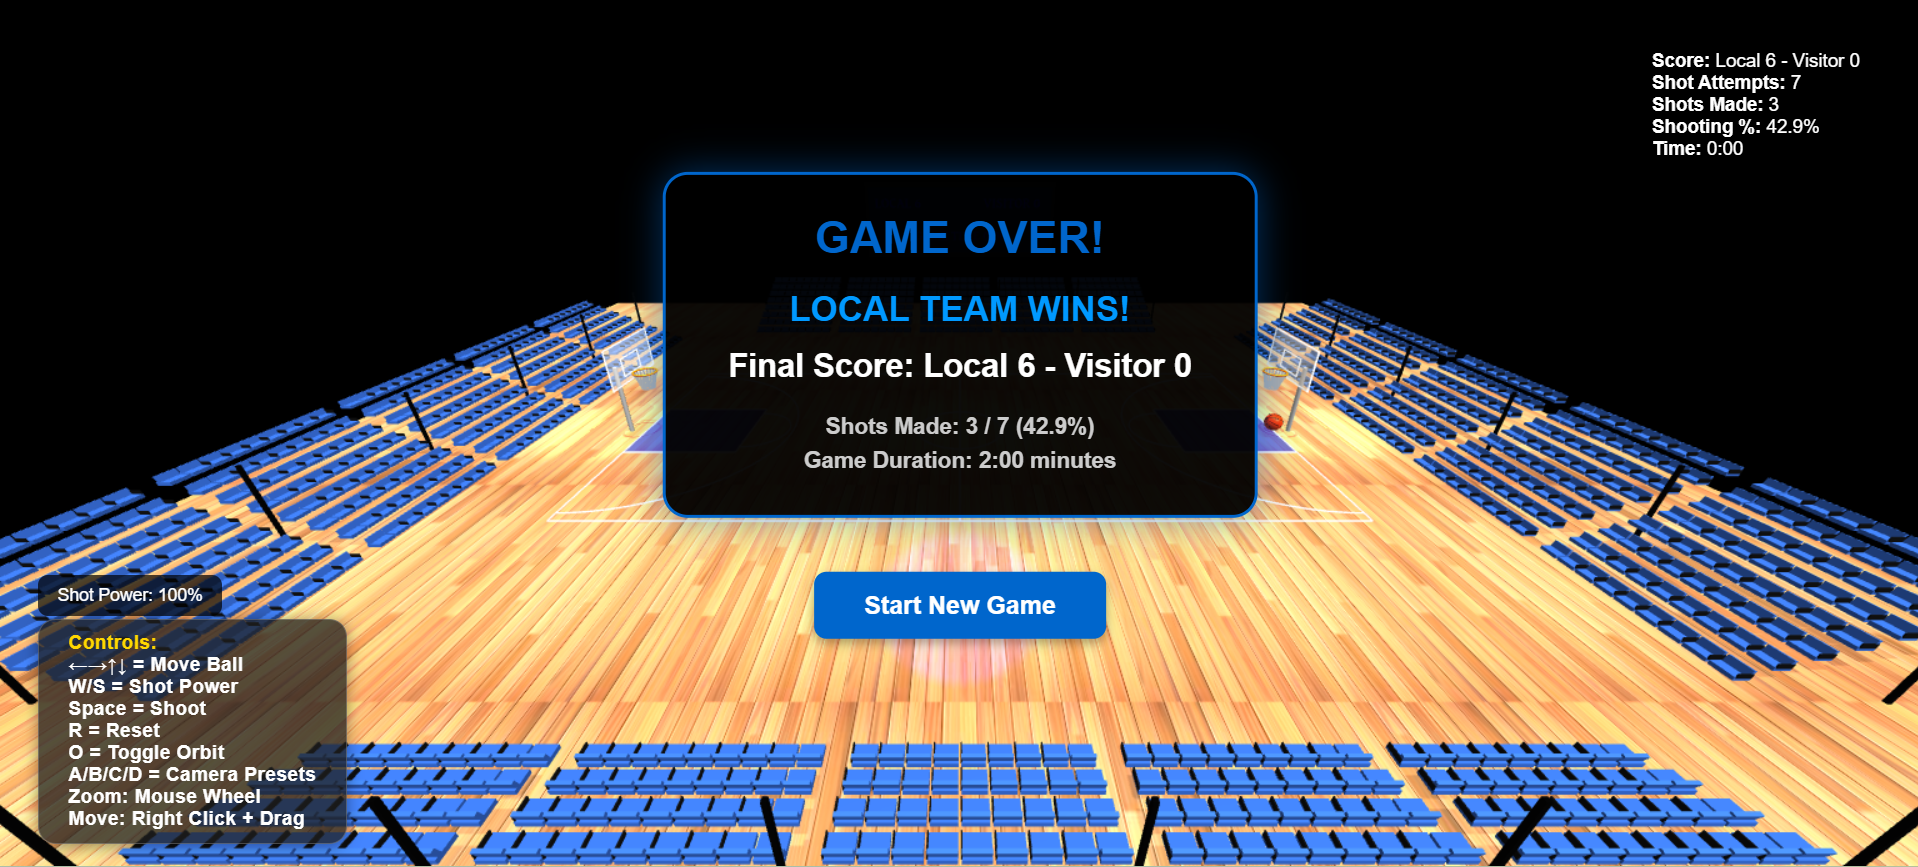 Score: Local 6 - Visitor 0
Shot Attempts: 7
Shots Made: 3
Shooting %: 42.9%
Time: 0:00
GAME OVER!
LOCAL TEAM WINS!
Final Score: Local 6 - Visitor 0
Shots Made: 3 / 7 (42.9%)
Game Duration: 2:00 minutes
Start New Game
Shot Power: 100%
Controls:
←→↑↓ = Move Ball
W/S = Shot Power
Space = Shoot
R = Reset
O = Toggle Orbit
A/B/C/D = Camera Presets
Zoom: Mouse Wheel
Move: Right Click + Drag